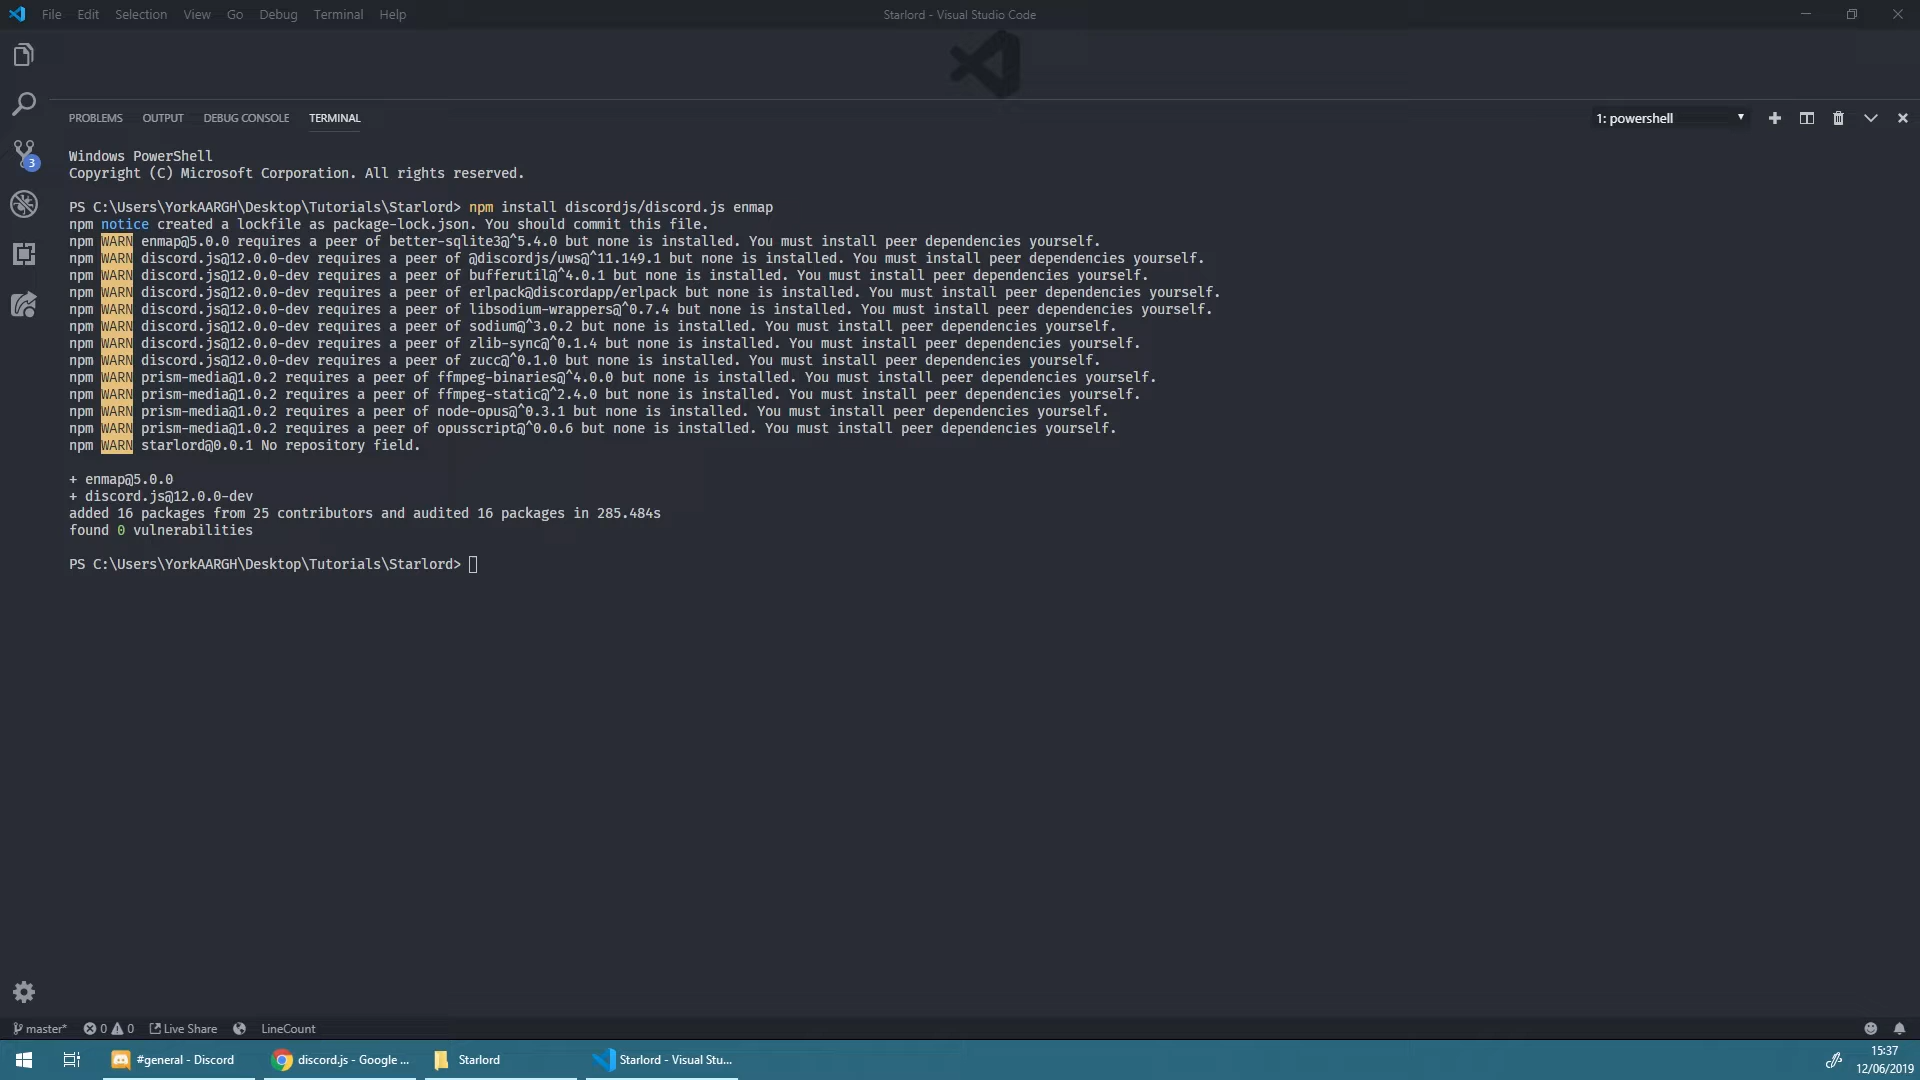 File Edit Selection View Go Debug Terminal Help Starlord - Visual Studio Code
PROBLEMS OUTPUT DEBUG CONSOLE TERMINAL 1: powershell
3
Windows PowerShell
Copyright (C) Microsoft Corporation. All rights reserved.
PS C:\Users\YorkAARGH\Desktop\Tutorials\Starlord> npm install discordjs/discord.js enmap
npm notice created a lockfile as package-lock.json. You should commit this file.
npm WARN enmap@5.0.0 requires a peer of better-sqlite3@^5.4.0 but none is installed. You must install peer dependencies yourself.
npm WARN discord.js@12.0.0-dev requires a peer of @discordjs/uws@^11.149.1 but none is installed. You must install peer dependencies yourself.
npm WARN discord.js@12.0.0-dev requires a peer of bufferutil@^4.0.1 but none is installed. You must install peer dependencies yourself.
npm WARN discord.js@12.0.0-dev requires a peer of erlpack@discordapp/erlpack but none is installed. You must install peer dependencies yourself.
npm WARN discord.js@12.0.0-dev requires a peer of libsodium-wrappers@^0.7.4 but none is installed. You must install peer dependencies yourself.
npm WARN discord.js@12.0.0-dev requires a peer of sodium@^3.0.2 but none is installed. You must install peer dependencies yourself.
npm WARN discord.js@12.0.0-dev requires a peer of zlib-sync@^0.1.4 but none is installed. You must install peer dependencies yourself.
npm WARN discord.js@12.0.0-dev requires a peer of zucc@^0.1.0 but none is installed. You must install peer dependencies yourself.
npm WARN prism-media@1.0.2 requires a peer of ffmpeg-binaries@^4.0.0 but none is installed. You must install peer dependencies yourself.
npm WARN prism-media@1.0.2 requires a peer of ffmpeg-static@^2.4.0 but none is installed. You must install peer dependencies yourself.
npm WARN prism-media@1.0.2 requires a peer of node-opus@^0.3.1 but none is installed. You must install peer dependencies yourself.
npm WARN prism-media@1.0.2 requires a peer of opusscript@^0.0.6 but none is installed. You must install peer dependencies yourself.
npm WARN starlord@0.0.1 No repository field.
+ enmap@5.0.0
+ discord.js@12.0.0-dev
added 16 packages from 25 contributors and audited 16 packages in 285.484s
found 0 vulnerabilities
PS C:\Users\YorkAARGH\Desktop\Tutorials\Starlord>
master* 0 0 Live Share LineCount
#general - Discord discord.js - Google ... Starlord Starlord - Visual Stu... 15:37
12/06/2019